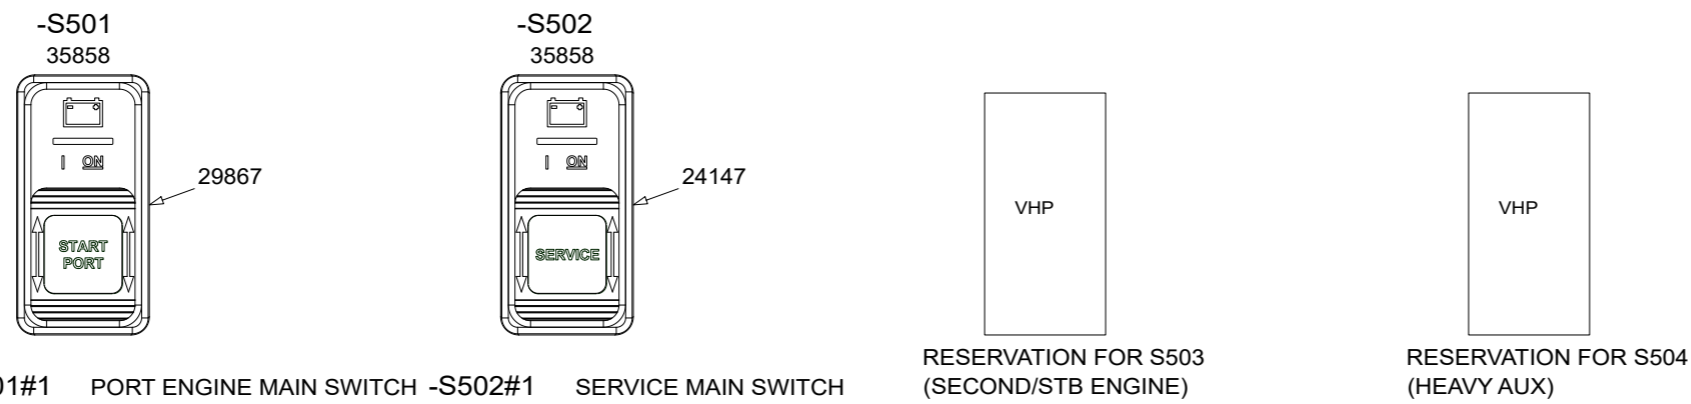 -S501
35858
I ON
START
PORT
29867
01#1 PORT ENGINE MAIN SWITCH
-S502
35858
I ON
SERVICE
24147
-S502#1 SERVICE MAIN SWITCH
VHP
RESERVATION FOR S503
(SECOND/STB ENGINE)
VHP
RESERVATION FOR S504
(HEAVY AUX)